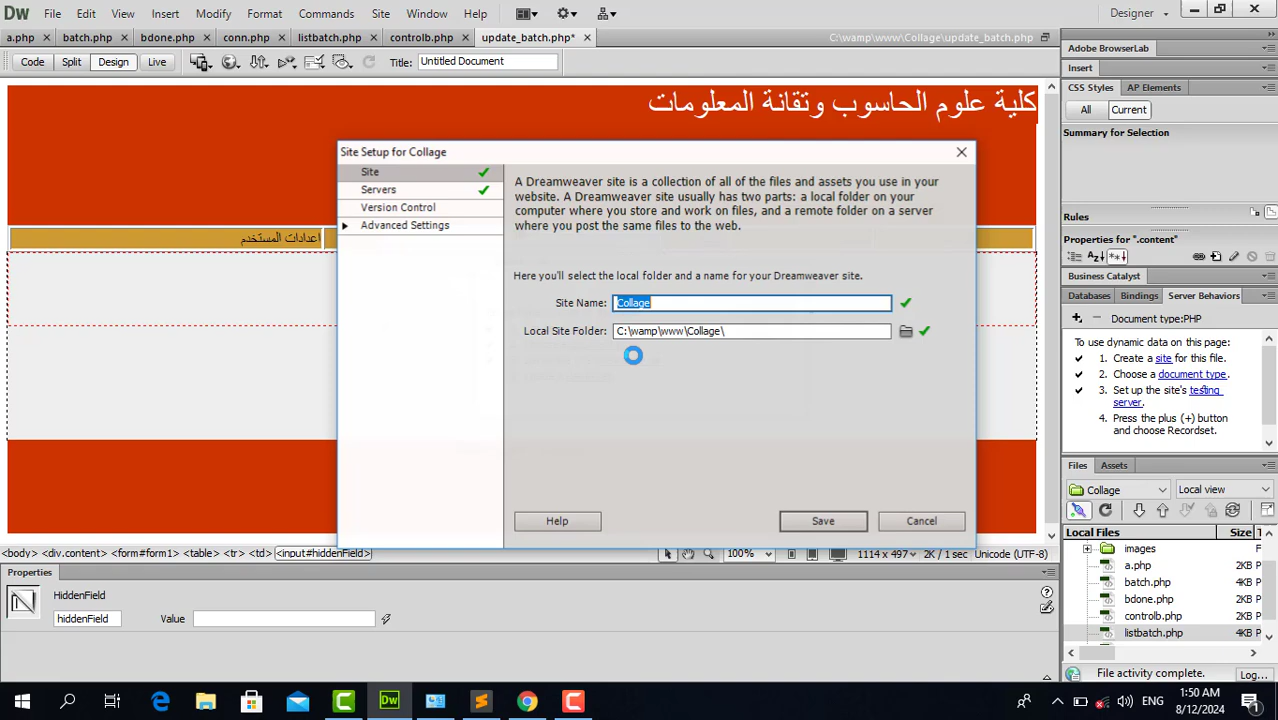 Dw File Edit View Insert Modify Format Commands Site Window Help Designer
a.php batch.php bdone.php conn.php listbatch.php controlb.php update_batch.php* C:\wamp\www\Collage\update_batch.php
Code Split Design Live Title: Untitled Document
كلية علوم الحاسوب وتقانة المعلومات
اعدادات المستخدم
Site Setup for Collage
Site
Servers
Version Control
Advanced Settings
A Dreamweaver site is a collection of all of the files and assets you use in your
website. A Dreamweaver site usually has two parts: a local folder on your
computer where you store and work on files, and a remote folder on a server
where you post the same files to the web.
Here you'll select the local folder and a name for your Dreamweaver site.
Site Name: Collage
Local Site Folder: C:\wamp\www\Collage\
Help Save Cancel
Adobe BrowserLab
Insert
CSS Styles AP Elements
All Current
Summary for Selection
Rules
Properties for ".content"
Business Catalyst
Databases Bindings Server Behaviors
Document type:PHP
To use dynamic data on this page:
1. Create a site for this file.
2. Choose a document type.
3. Set up the site's testing
server.
4. Press the plus (+) button
and choose Recordset.
Files Assets
Collage Local view
Local Files Size T
images F
a.php 2KB P
batch.php 4KB P
bdone.php 2KB P
controlb.php 2KB P
listbatch.php 4KB P
File activity complete. Log...
<body> <div.content> <form#form1> <table> <tr> <td> <input#hiddenField> 100% 1114 x 497 2K / 1 sec Unicode (UTF-8)
Properties
HiddenField
hiddenField Value
ENG 1:50 AM
8/12/2024
1